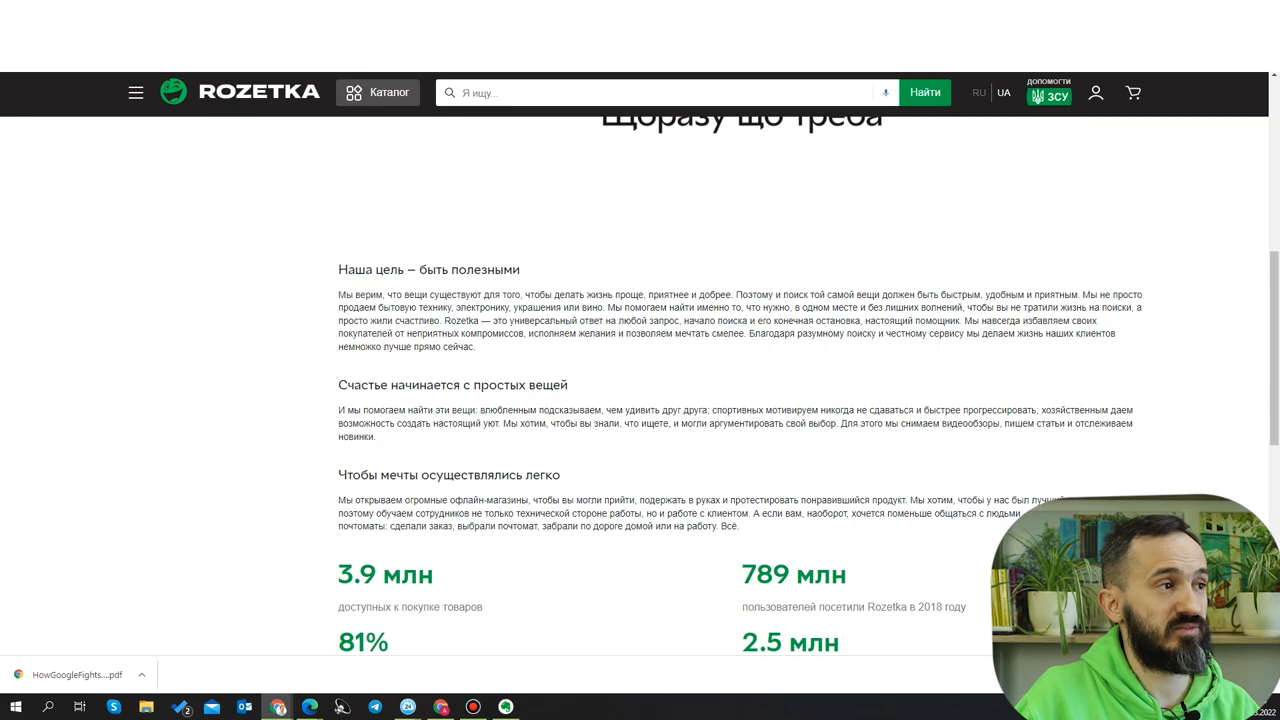 ROZETKA
Каталог
Я ищу...
Найти
RU
UA
ДОПОМОГТИ
ЗСУ
Щоразу що треба
Наша цель – быть полезными
Мы верим, что вещи существуют для того, чтобы делать жизнь проще, приятнее и добрее. Поэтому и поиск той самой вещи должен быть быстрым, удобным и приятным. Мы не просто
продаем бытовую технику, электронику, украшения или вино. Мы помогаем найти именно то, что нужно, в одном месте и без лишних волнений, чтобы вы не тратили жизнь на поиски, а
просто жили счастливо. Rozetka — это универсальный ответ на любой запрос, начало поиска и его конечная остановка, настоящий помощник. Мы навсегда избавляем своих
покупателей от неприятных компромиссов, исполняем желания и позволяем мечтать смелее. Благодаря разумному поиску и честному сервису мы делаем жизнь наших клиентов
немножко лучше прямо сейчас.
Счастье начинается с простых вещей
И мы помогаем найти эти вещи: влюбленным подсказываем, чем удивить друг друга; спортивных мотивируем никогда не сдаваться и быстрее прогрессировать; хозяйственным даем
возможность создать настоящий уют. Мы хотим, чтобы вы знали, что ищете, и могли аргументировать свой выбор. Для этого мы снимаем видеообзоры, пишем статьи и отслеживаем
новинки.
Чтобы мечты осуществлялись легко
Мы открываем огромные офлайн-магазины, чтобы вы могли прийти, подержать в руках и протестировать понравившийся продукт. Мы хотим, чтобы у нас был
поэтому обучаем сотрудников не только технической стороне работы, но и работе с клиентом. А если вам, наоборот, хочется поменьше общаться с людьми
почтоматы: сделали заказ, выбрали почтомат, забрали по дороге домой или на работу. Всё.
3.9 млн
789 млн
доступных к покупке товаров
пользователей посетили Rozetka в 2018 году
81%
2.5 млн
HowGoogleFights....pdf
2
24
.2022